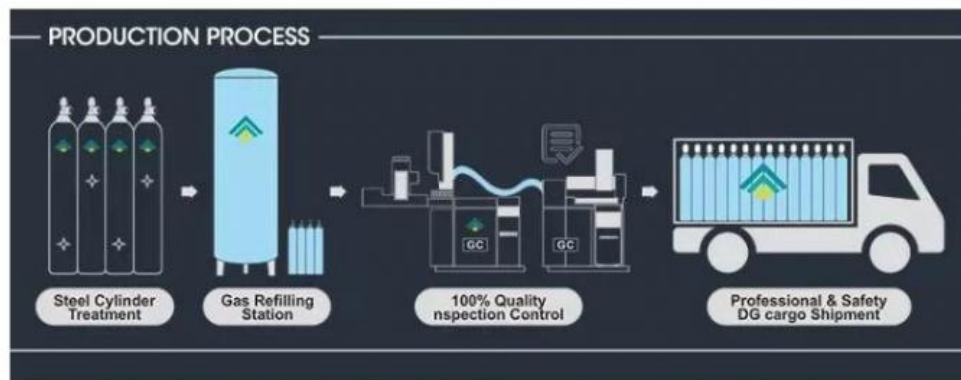 PRODUCTION PROCESS
GC
GC
Steel Cylinder
Treatment
Gas Refilling
Station
100% Quality
nspection Control
Professional & Safety
DG cargo Shipment